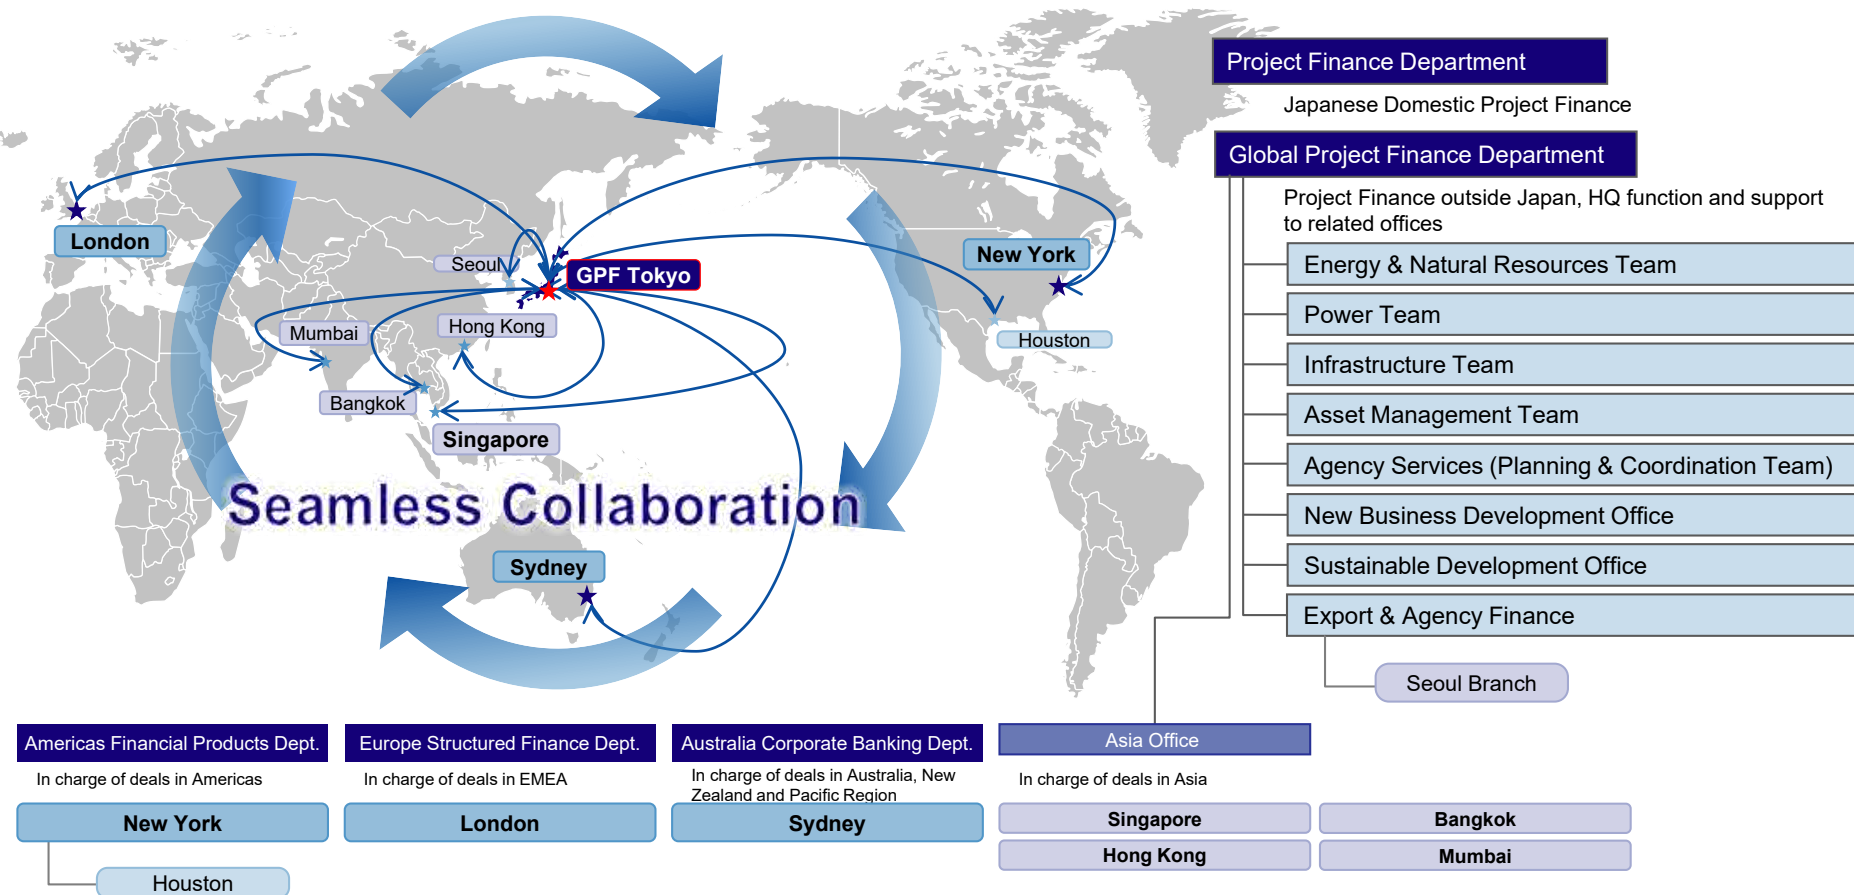 Project Finance Department
Japanese Domestic Project Finance
Global Project Finance Department
Project Finance outside Japan, HQ function and support
to related offices
Energy & Natural Resources Team
Power Team
Infrastructure Team
Asset Management Team
Agency Services (Planning & Coordination Team)
New Business Development Office
Sustainable Development Office
Export & Agency Finance
Seoul Branch
London
Seoul
GPF Tokyo
New York
Mumbai
Hong Kong
Houston
Bangkok
Singapore
Seamless Collaboration
Sydney
Americas Financial Products Dept.
In charge of deals in Americas
New York
Houston
Europe Structured Finance Dept.
In charge of deals in EMEA
London
Australia Corporate Banking Dept.
In charge of deals in Australia, New
Zealand and Pacific Region
Sydney
Asia Office
In charge of deals in Asia
Singapore
Bangkok
Hong Kong
Mumbai